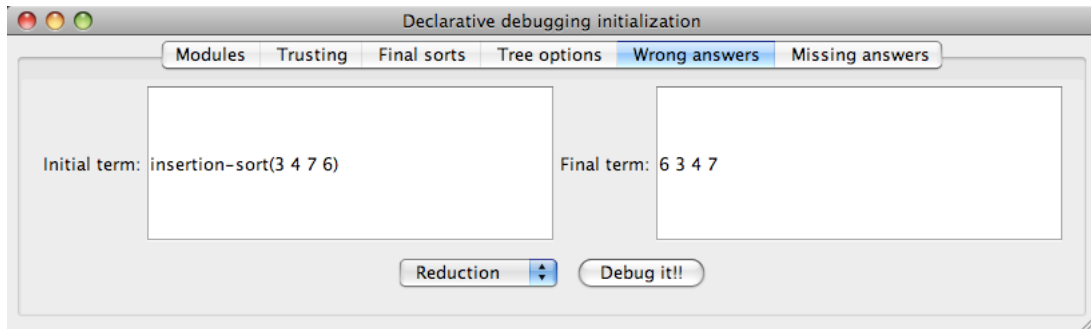 Declarative debugging initialization
Modules Trusting Final sorts Tree options Wrong answers Missing answers
Initial term: insertion-sort(3 4 7 6) Final term: 6 3 4 7
Reduction Debug it!!